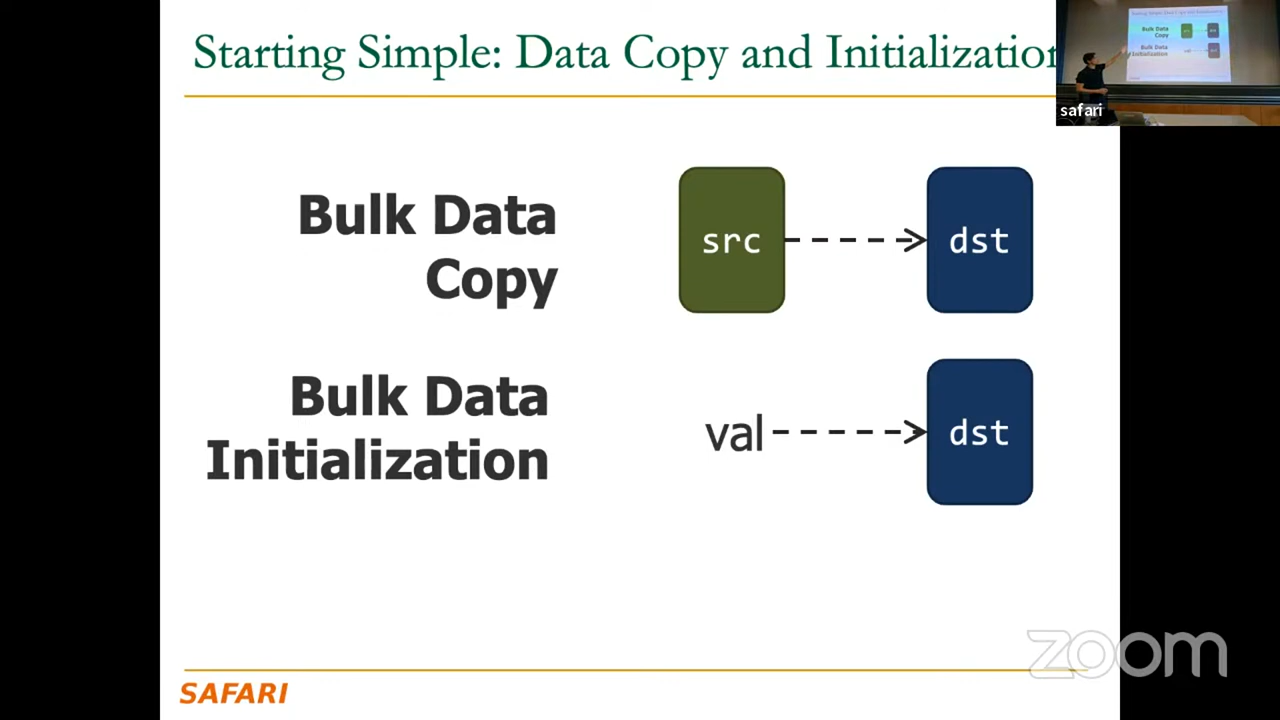 Starting Simple: Data Copy and Initialization
safari
Bulk Data
Copy
src
dst
Bulk Data
Initialization
val
dst
SAFARI
zoom